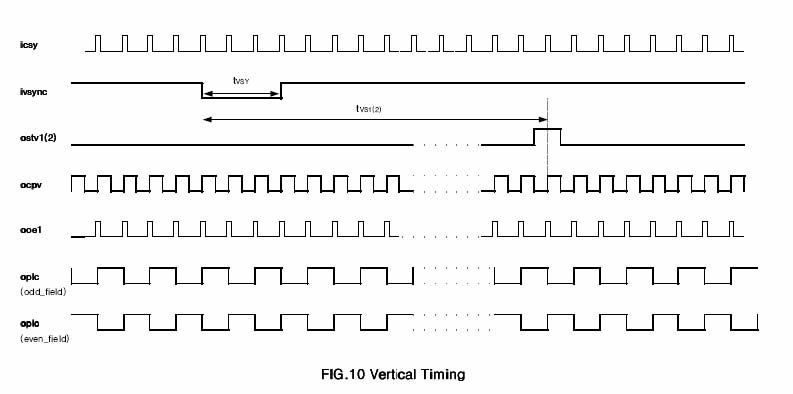 icsy
ivsync
tVSY
tVS1(2)
ostv1(2)
ocpv
ooe1
oplc
(odd_field)
oplc
(even_field)
FIG.10 Vertical Timing